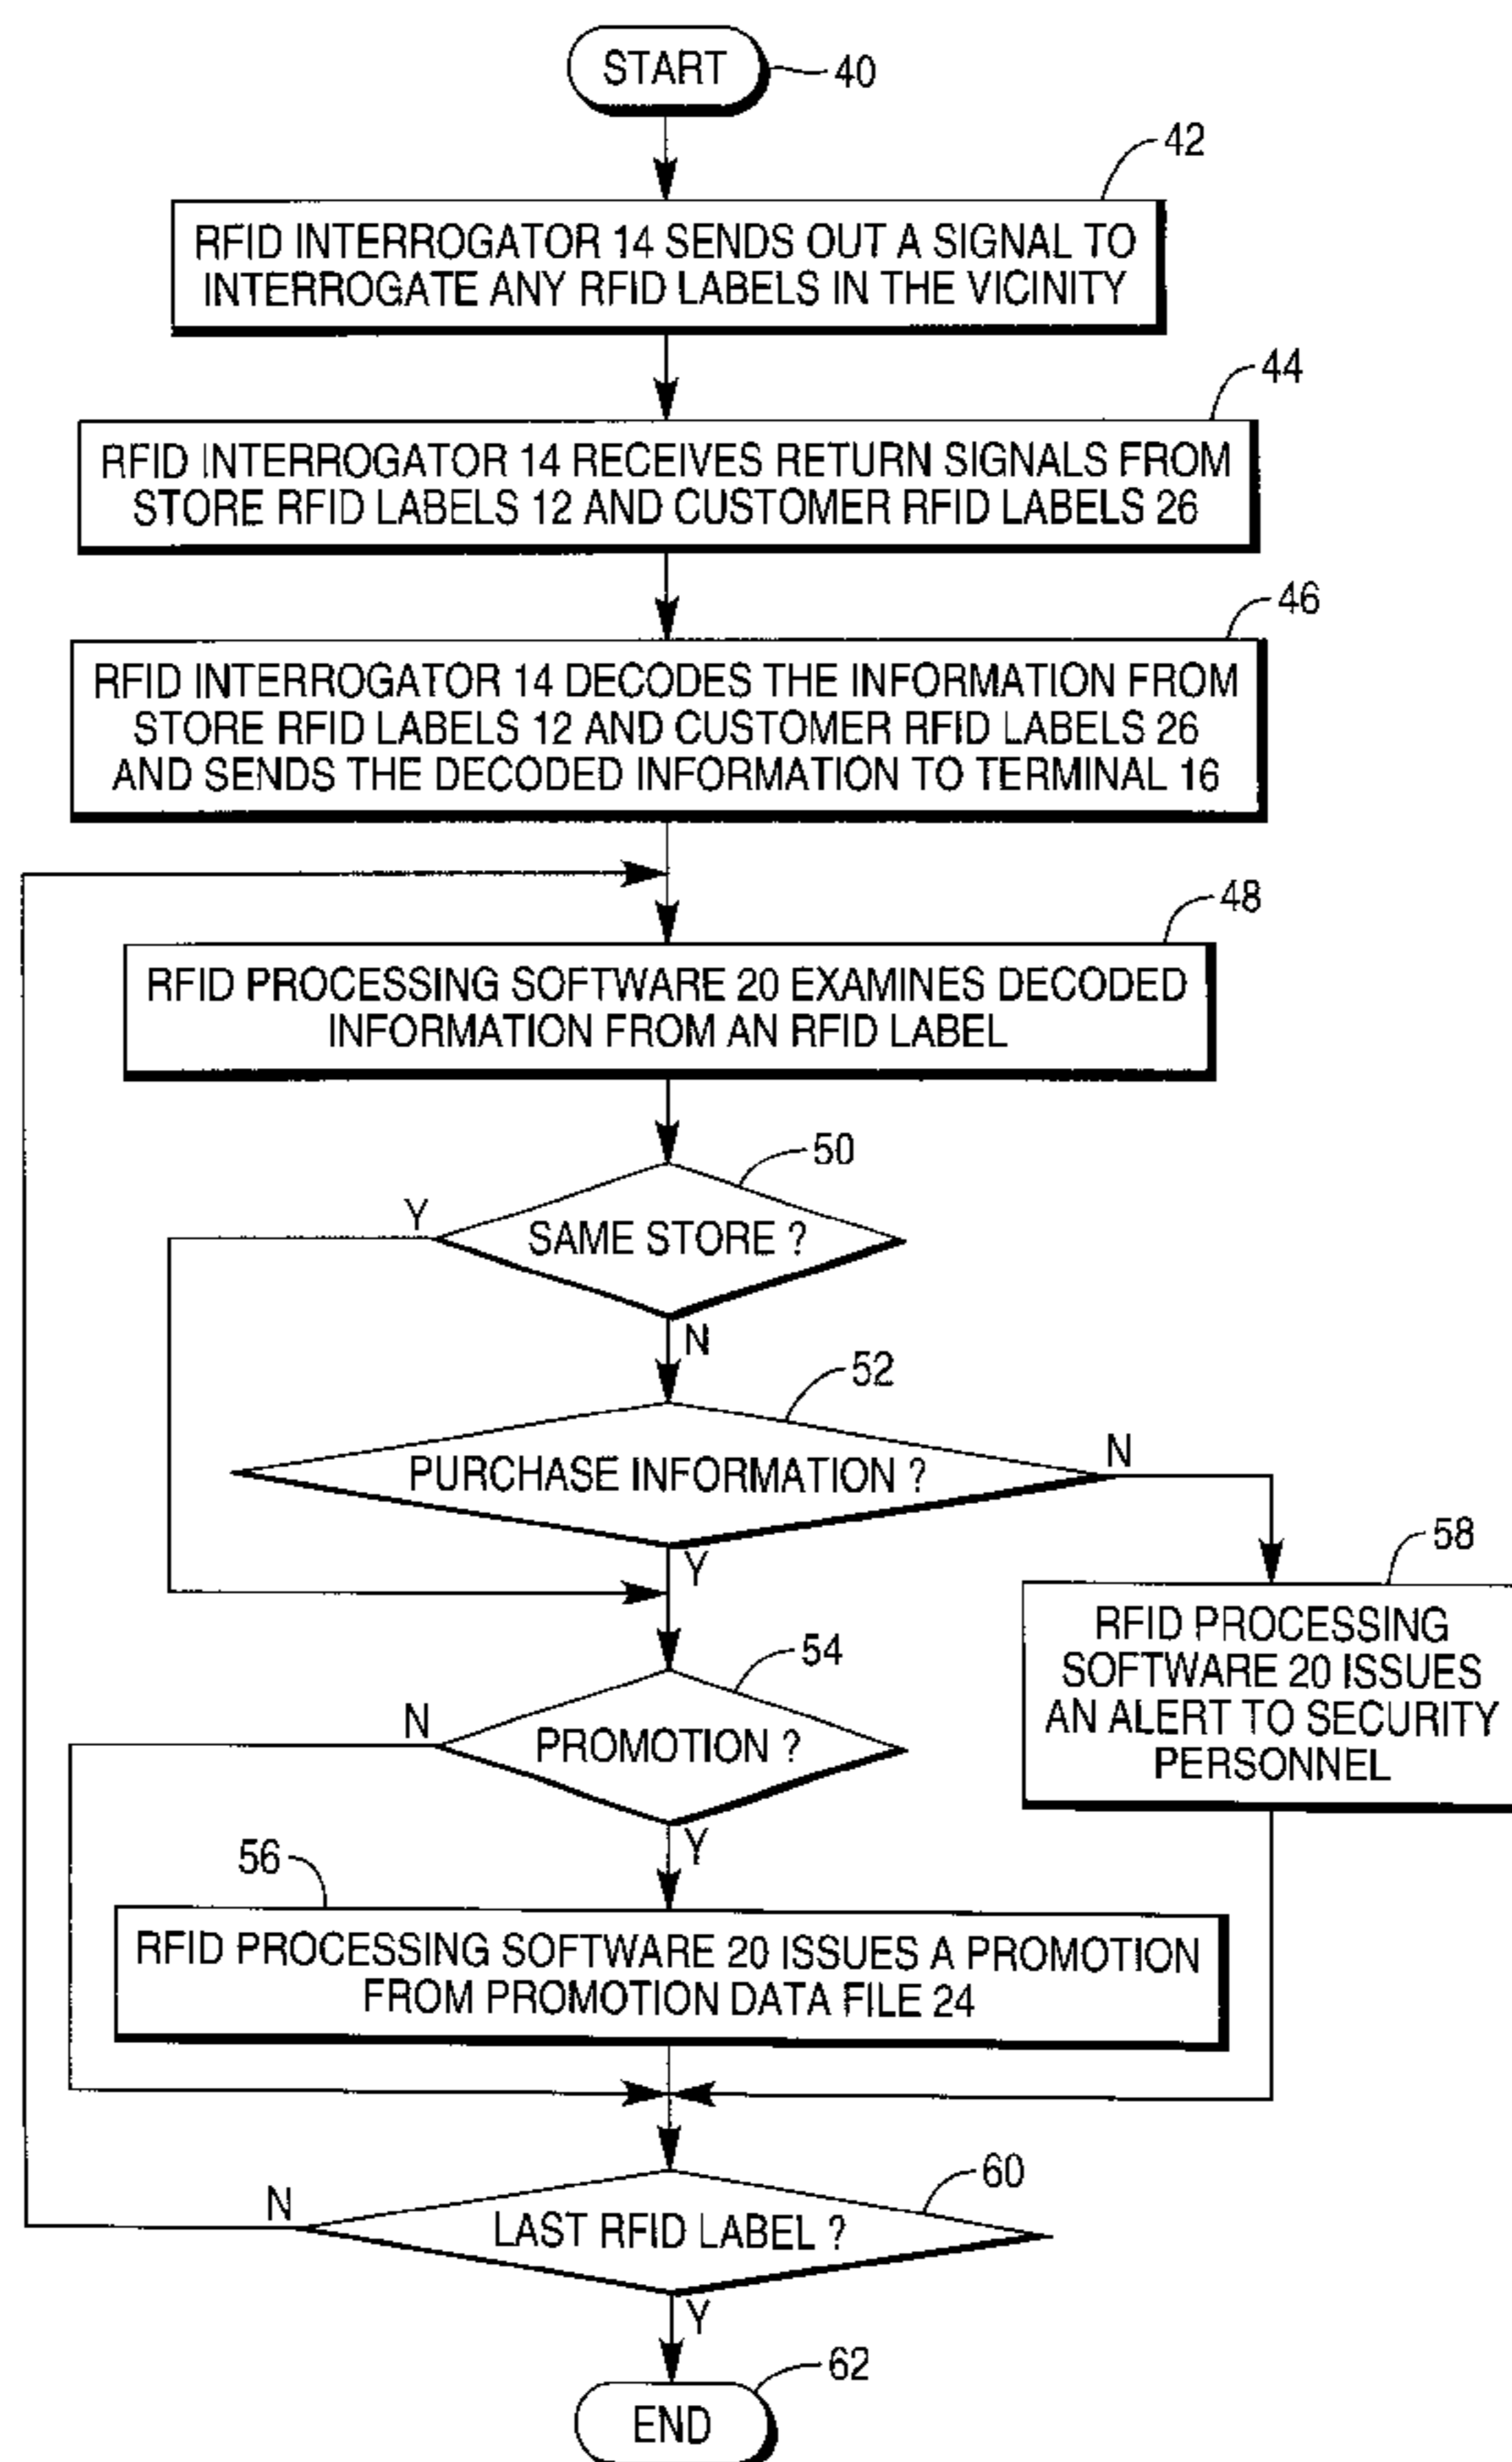 START
40
42
RFID INTERROGATOR 14 SENDS OUT A SIGNAL TO
INTERROGATE ANY RFID LABELS IN THE VICINITY
44
RFID INTERROGATOR 14 RECEIVES RETURN SIGNALS FROM
STORE RFID LABELS 12 AND CUSTOMER RFID LABELS 26
46
RFID INTERROGATOR 14 DECODES THE INFORMATION FROM
STORE RFID LABELS 12 AND CUSTOMER RFID LABELS 26
AND SENDS THE DECODED INFORMATION TO TERMINAL 16
48
RFID PROCESSING SOFTWARE 20 EXAMINES DECODED
INFORMATION FROM AN RFID LABEL
50
Y
SAME STORE ?
N
52
PURCHASE INFORMATION ?
N
Y
58
RFID PROCESSING
SOFTWARE 20 ISSUES
AN ALERT TO SECURITY
PERSONNEL
54
N
PROMOTION ?
Y
56
RFID PROCESSING SOFTWARE 20 ISSUES A PROMOTION
FROM PROMOTION DATA FILE 24
60
N
LAST RFID LABEL ?
Y
62
END